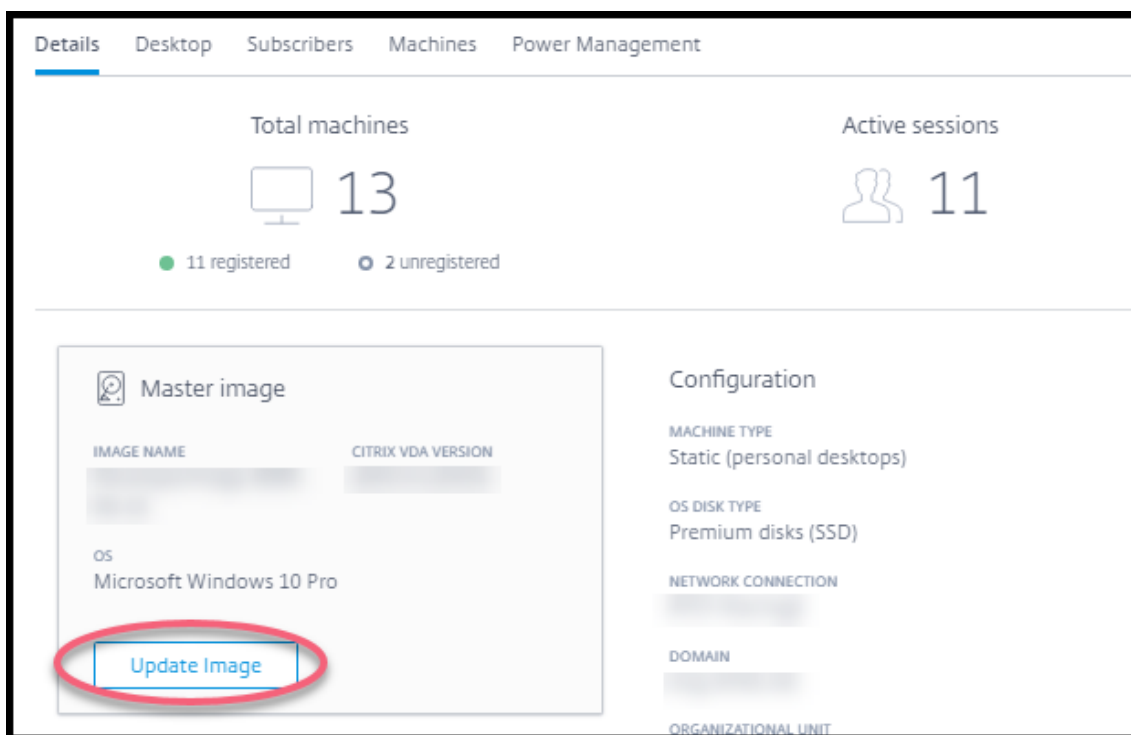 Details Desktop Subscribers Machines Power Management
Total machines
13
11 registered 2 unregistered
Active sessions
11
Master image
IMAGE NAME CITRIX VDA VERSION
OS
Microsoft Windows 10 Pro
Update Image
Configuration
MACHINE TYPE
Static (personal desktops)
OS DISK TYPE
Premium disks (SSD)
NETWORK CONNECTION
DOMAIN
ORGANIZATIONAL UNIT